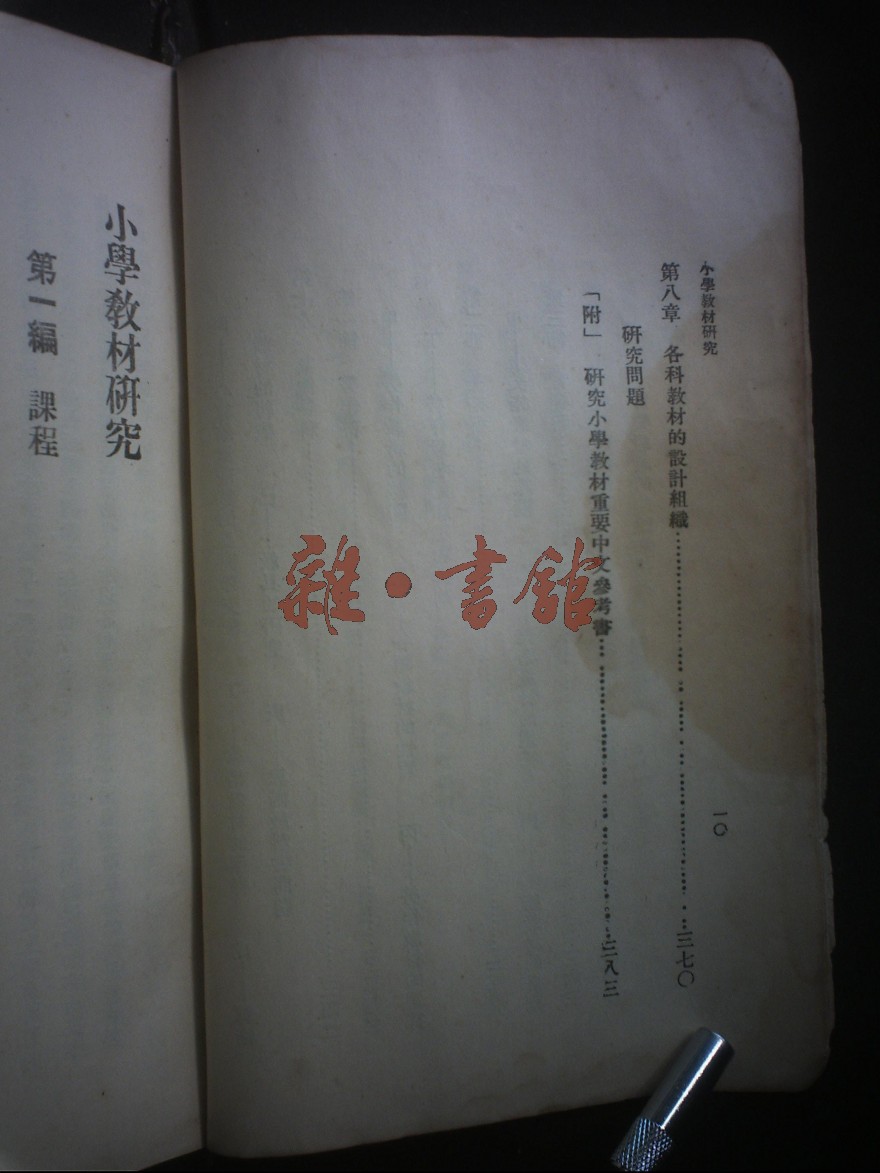 小學教材研究
第八章　各科教材的設計組織……三七〇
研究問題
「附」　研究小學教材重要中文參考書……三八三
一〇
小學教材研究
第一編　課程
雜·書館